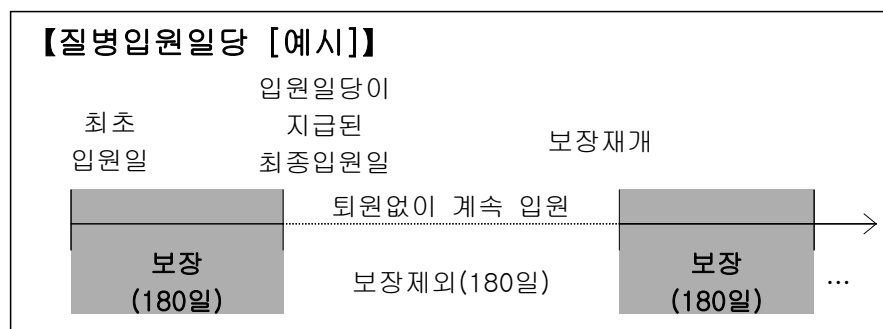 【질병입원일당 [예시]】
최초
입원일
입원일당이
지급된
최종입원일
보장재개
퇴원없이 계속 입원
보장
(180일)
보장제외(180일)
보장
(180일)
…